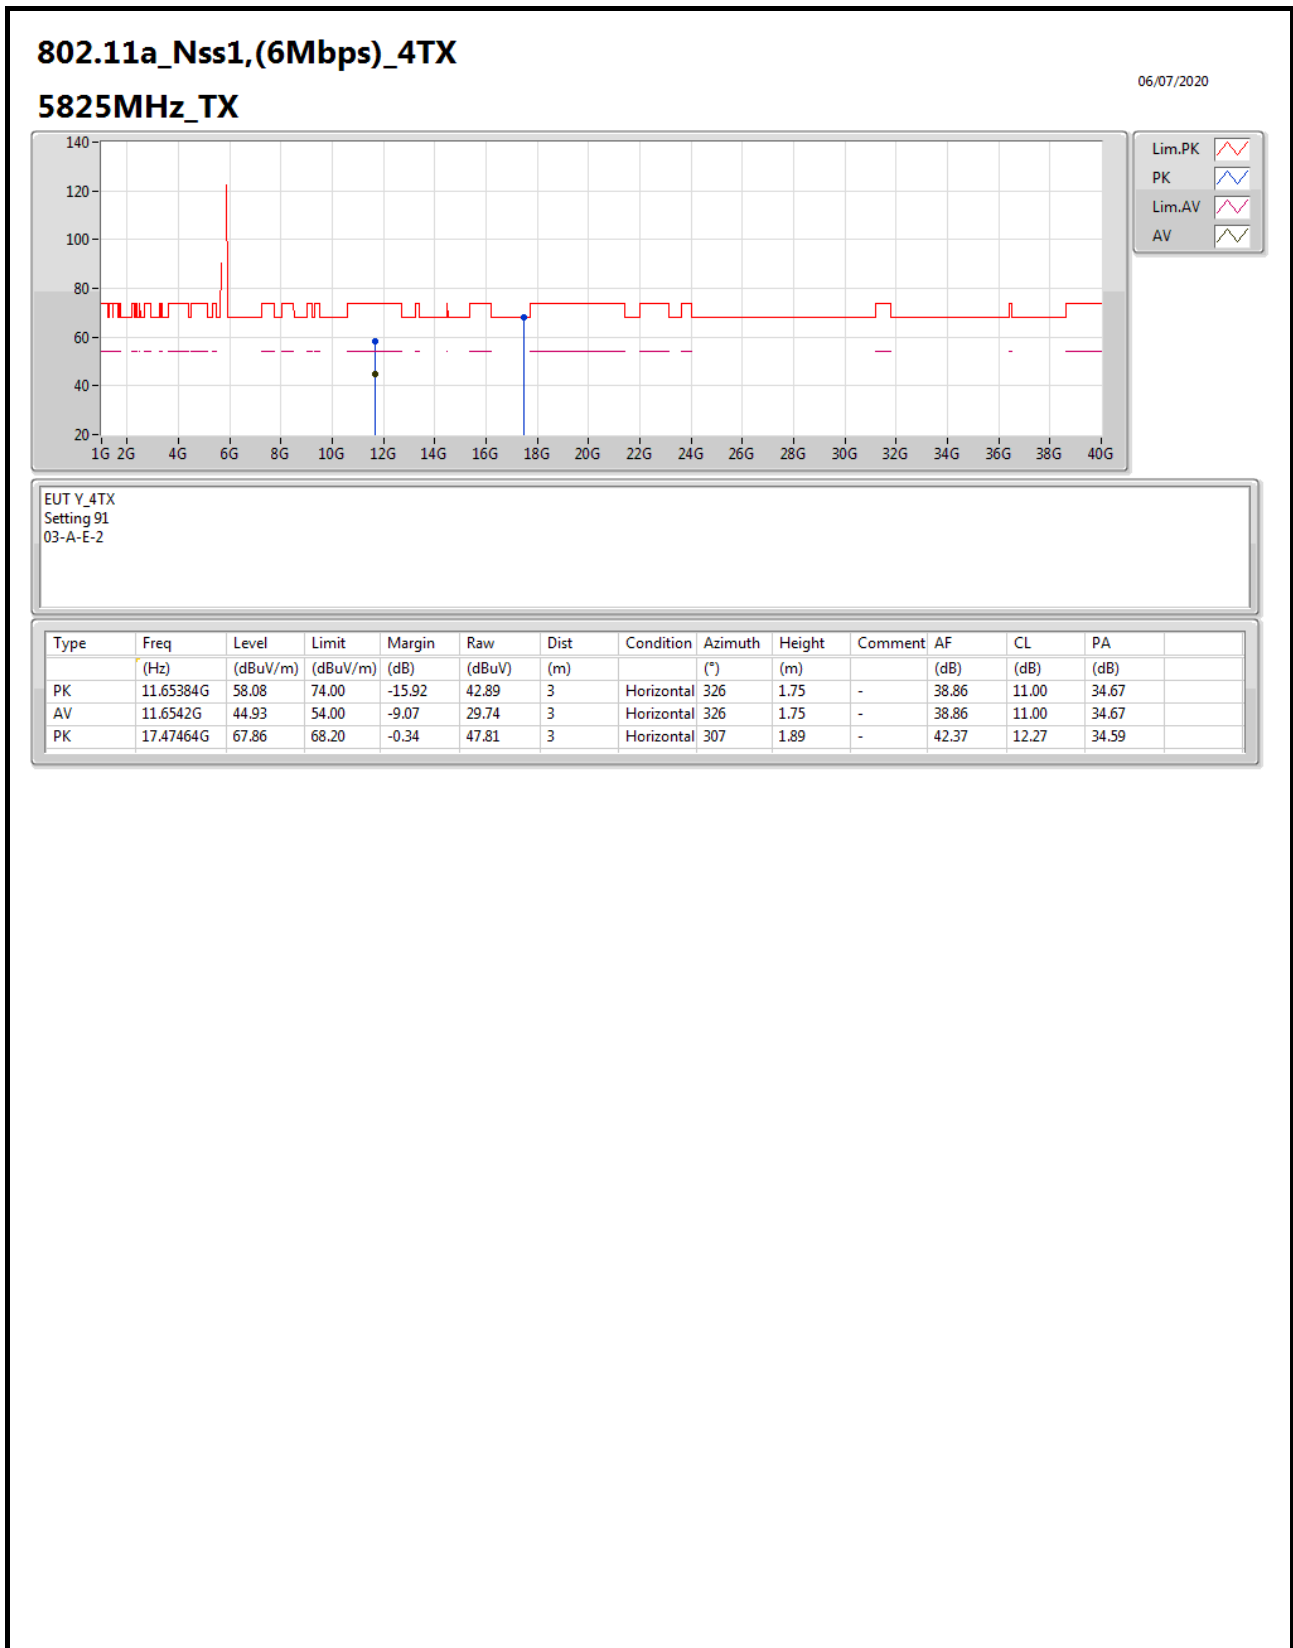 802.11a_Nss1,(6Mbps)_4TX
06/07/2020
5825MHz_TX
140
120
100
80
60
40
20
1G 2G 4G 6G 8G 10G 12G 14G 16G 18G 20G 22G 24G 26G 28G 30G 32G 34G 36G 38G 40G
Lim.PK
PK
Lim.AV
AV
EUT Y_4TX
Setting 91
03-A-E-2
Type Freq Level Limit Margin Raw Dist Condition Azimuth Height Comment AF CL PA
(Hz) (dBuV/m) (dBuV/m) (dB) (dBuV) (m) (°) (m) (dB) (dB) (dB)
PK 11.65384G 58.08 74.00 -15.92 42.89 3 Horizontal 326 1.75 - 38.86 11.00 34.67
AV 11.6542G 44.93 54.00 -9.07 29.74 3 Horizontal 326 1.75 - 38.86 11.00 34.67
PK 17.47464G 67.86 68.20 -0.34 47.81 3 Horizontal 307 1.89 - 42.37 12.27 34.59